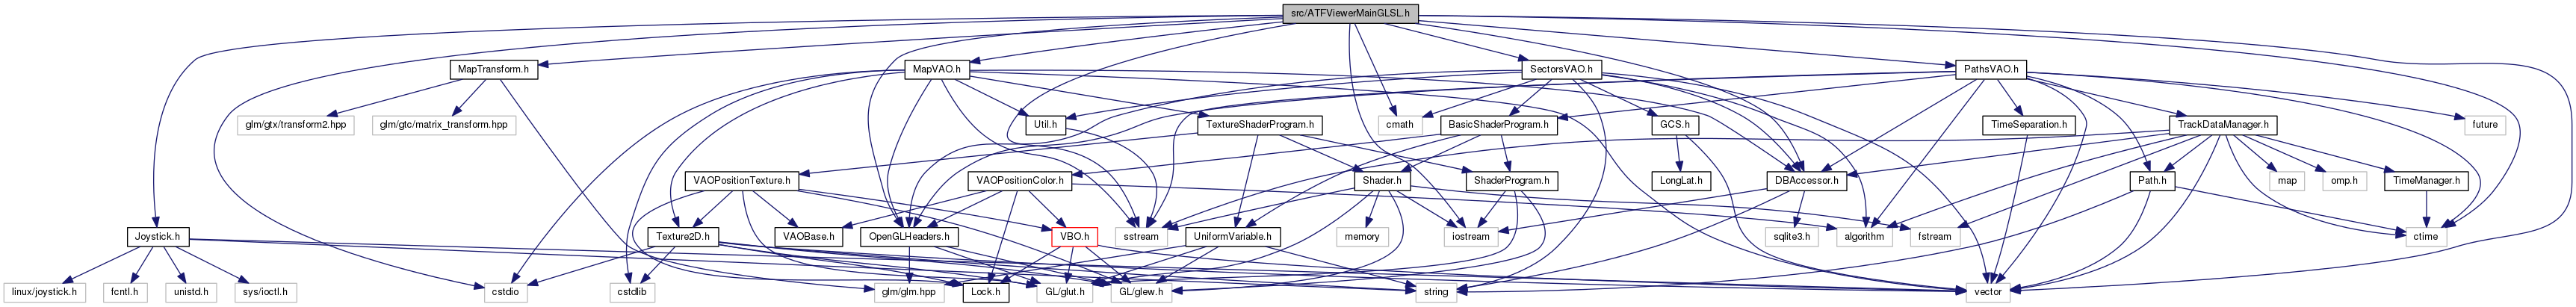 src/ATFViewerMainGLSL.h
MapTransform.h
MapVAO.h
SectorsVAO.h
PathsVAO.h
glm/gtx/transform2.hpp
glm/gtc/matrix_transform.hpp
Util.h
TextureShaderProgram.h
cmath
BasicShaderProgram.h
GCS.h
TimeSeparation.h
TrackDataManager.h
future
VAOPositionTexture.h
VAOPositionColor.h
Shader.h
ShaderProgram.h
LongLat.h
DBAccessor.h
Path.h
map
omp.h
TimeManager.h
Joystick.h
Texture2D.h
VAOBase.h
OpenGLHeaders.h
VBO.h
sstream
UniformVariable.h
memory
iostream
sqlite3.h
algorithm
fstream
ctime
linux/joystick.h
fcntl.h
unistd.h
sys/ioctl.h
cstdio
cstdlib
glm/glm.hpp
Lock.h
GL/glut.h
GL/glew.h
string
vector